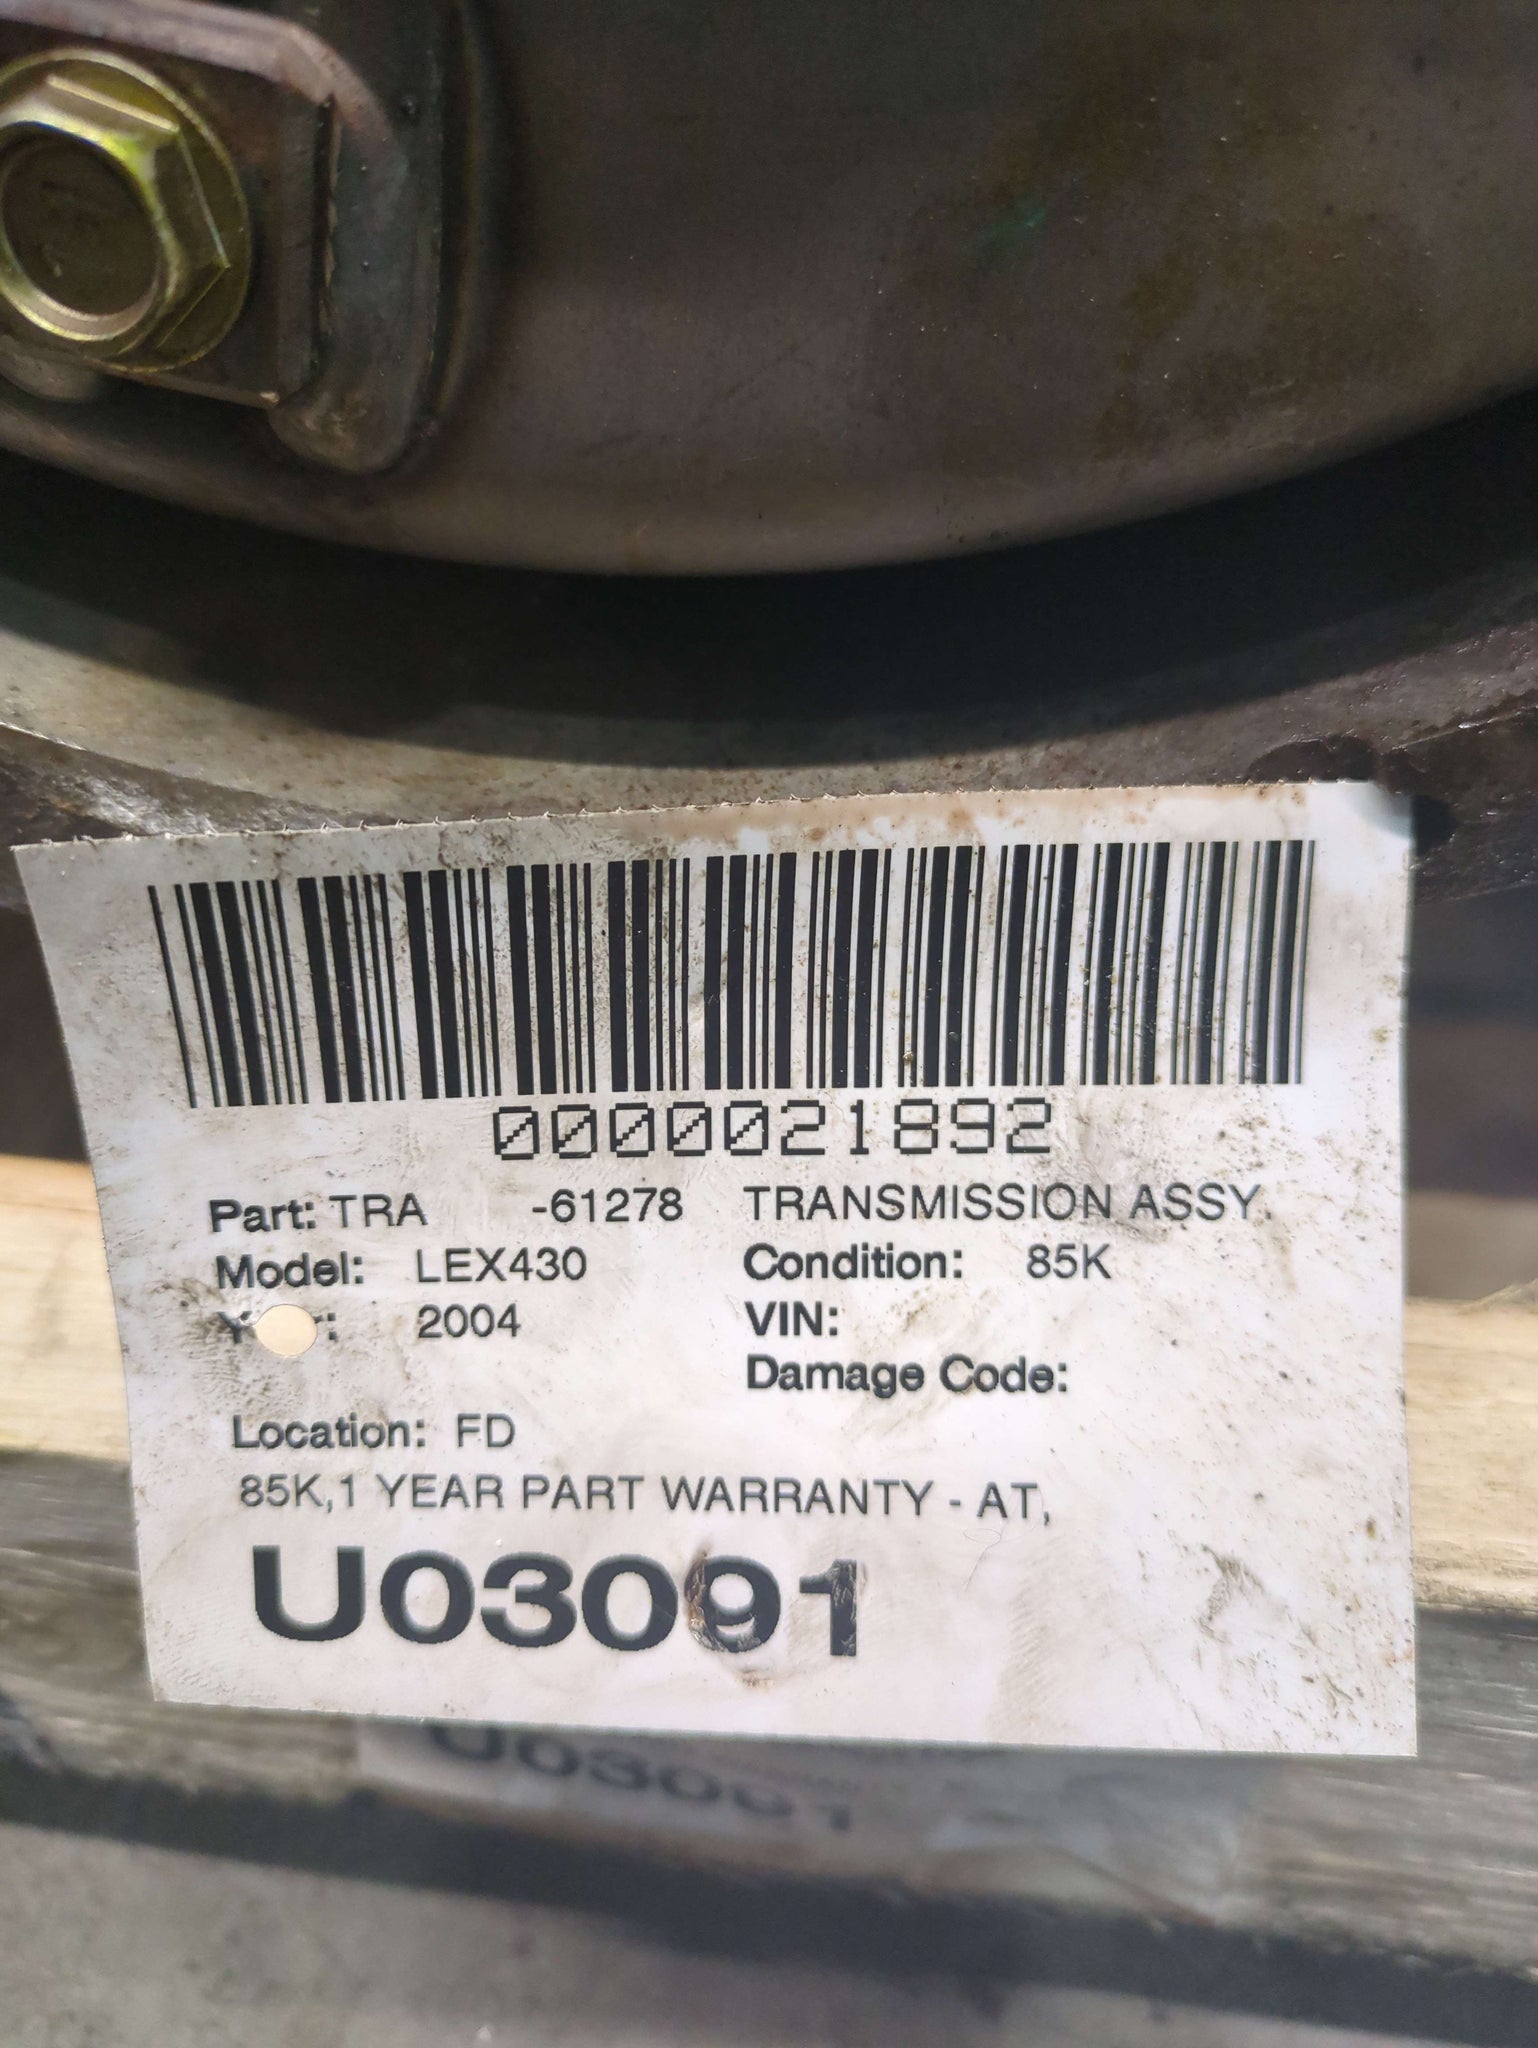 0000021892
Part: TRA -61278 TRANSMISSION ASSY.
Model: LEX430 Condition: 85K
2004 VIN:
Damage Code:
Location: FD
85K,1 YEAR PART WARRANTY - AT,
U03091
U03091